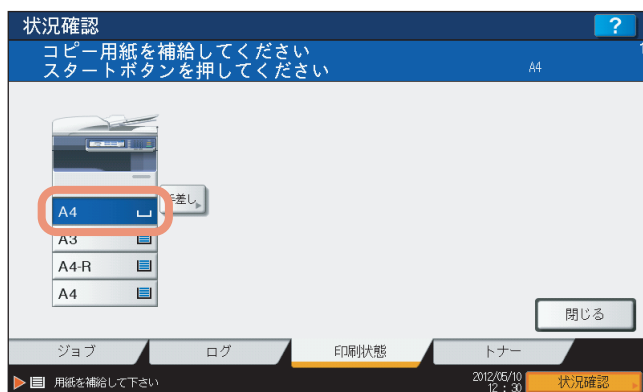 状況確認
?
コピー用紙を補給してください
スタートボタンを押してください
A4
手差し
A4
A3
A4-R
A4
閉じる
ジョブ
ログ
印刷状態
トナー
用紙を補給して下さい
2012/05/10
12:30
状況確認